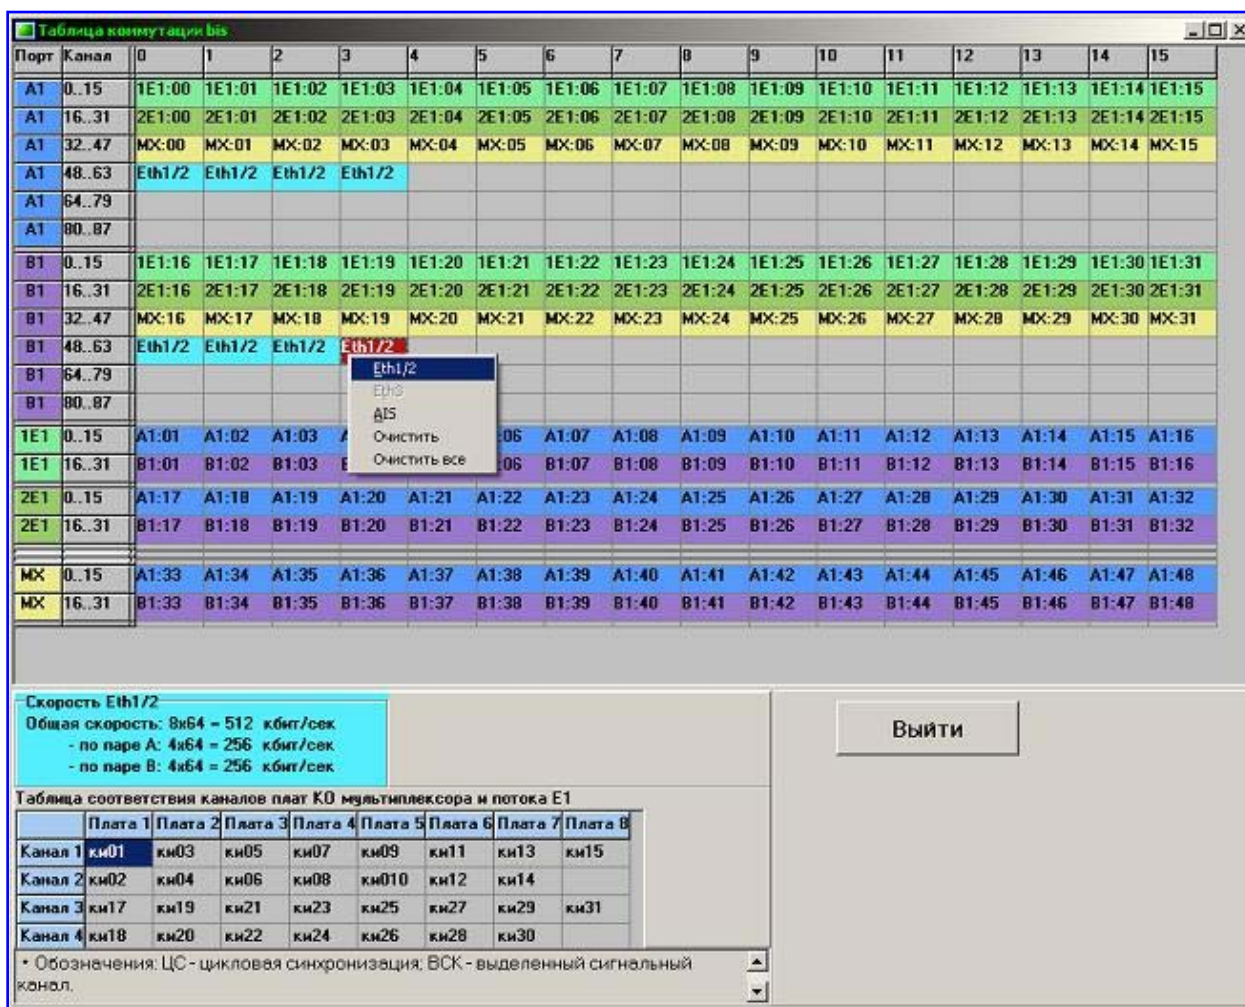 Таблица коммутации bis
Порт Канал 0 1 2 3 4 5 6 7 8 9 10 11 12 13 14 15
A1 0..15 1E1:00 1E1:01 1E1:02 1E1:03 1E1:04 1E1:05 1E1:06 1E1:07 1E1:08 1E1:09 1E1:10 1E1:11 1E1:12 1E1:13 1E1:14 1E1:15
A1 16..31 2E1:00 2E1:01 2E1:02 2E1:03 2E1:04 2E1:05 2E1:06 2E1:07 2E1:08 2E1:09 2E1:10 2E1:11 2E1:12 2E1:13 2E1:14 2E1:15
A1 32..47 MX:00 MX:01 MX:02 MX:03 MX:04 MX:05 MX:06 MX:07 MX:08 MX:09 MX:10 MX:11 MX:12 MX:13 MX:14 MX:15
A1 48..63 Eth1/2 Eth1/2 Eth1/2 Eth1/2
A1 64..79
A1 80..87
B1 0..15 1E1:16 1E1:17 1E1:18 1E1:19 1E1:20 1E1:21 1E1:22 1E1:23 1E1:24 1E1:25 1E1:26 1E1:27 1E1:28 1E1:29 1E1:30 1E1:31
B1 16..31 2E1:16 2E1:17 2E1:18 2E1:19 2E1:20 2E1:21 2E1:22 2E1:23 2E1:24 2E1:25 2E1:26 2E1:27 2E1:28 2E1:29 2E1:30 2E1:31
B1 32..47 MX:16 MX:17 MX:18 MX:19 MX:20 MX:21 MX:22 MX:23 MX:24 MX:25 MX:26 MX:27 MX:28 MX:29 MX:30 MX:31
B1 48..63 Eth1/2 Eth1/2 Eth1/2 Eth1/2
B1 64..79
B1 80..87
Eth1/2
Eth3
AIS
Очистить
Очистить все
1E1 0..15 A1:01 A1:02 A1:03 :06 A1:07 A1:08 A1:09 A1:10 A1:11 A1:12 A1:13 A1:14 A1:15 A1:16
1E1 16..31 B1:01 B1:02 B1:03 :06 B1:07 B1:08 B1:09 B1:10 B1:11 B1:12 B1:13 B1:14 B1:15 B1:16
2E1 0..15 A1:17 A1:18 A1:19 A1:20 A1:21 A1:22 A1:23 A1:24 A1:25 A1:26 A1:27 A1:28 A1:29 A1:30 A1:31 A1:32
2E1 16..31 B1:17 B1:18 B1:19 B1:20 B1:21 B1:22 B1:23 B1:24 B1:25 B1:26 B1:27 B1:28 B1:29 B1:30 B1:31 B1:32
MX 0..15 A1:33 A1:34 A1:35 A1:36 A1:37 A1:38 A1:39 A1:40 A1:41 A1:42 A1:43 A1:44 A1:45 A1:46 A1:47 A1:48
MX 16..31 B1:33 B1:34 B1:35 B1:36 B1:37 B1:38 B1:39 B1:40 B1:41 B1:42 B1:43 B1:44 B1:45 B1:46 B1:47 B1:48
Скорость Eth1/2
Общая скорость: 8x64 = 512 кбит/сек
- по паре A: 4x64 = 256 кбит/сек
- по паре B: 4x64 = 256 кбит/сек
Выйти
Таблица соответствия каналов плат КО мультиплексора и потока E1
Плата 1 Плата 2 Плата 3 Плата 4 Плата 5 Плата 6 Плата 7 Плата 8
Канал 1 ки01 ки03 ки05 ки07 ки09 ки11 ки13 ки15
Канал 2 ки02 ки04 ки06 ки08 ки010 ки12 ки14
Канал 3 ки17 ки19 ки21 ки23 ки25 ки27 ки29 ки31
Канал 4 ки18 ки20 ки22 ки24 ки26 ки28 ки30
* Обозначения: ЦС - цикловая синхронизация; ВСК - выделенный сигнальный
канал.